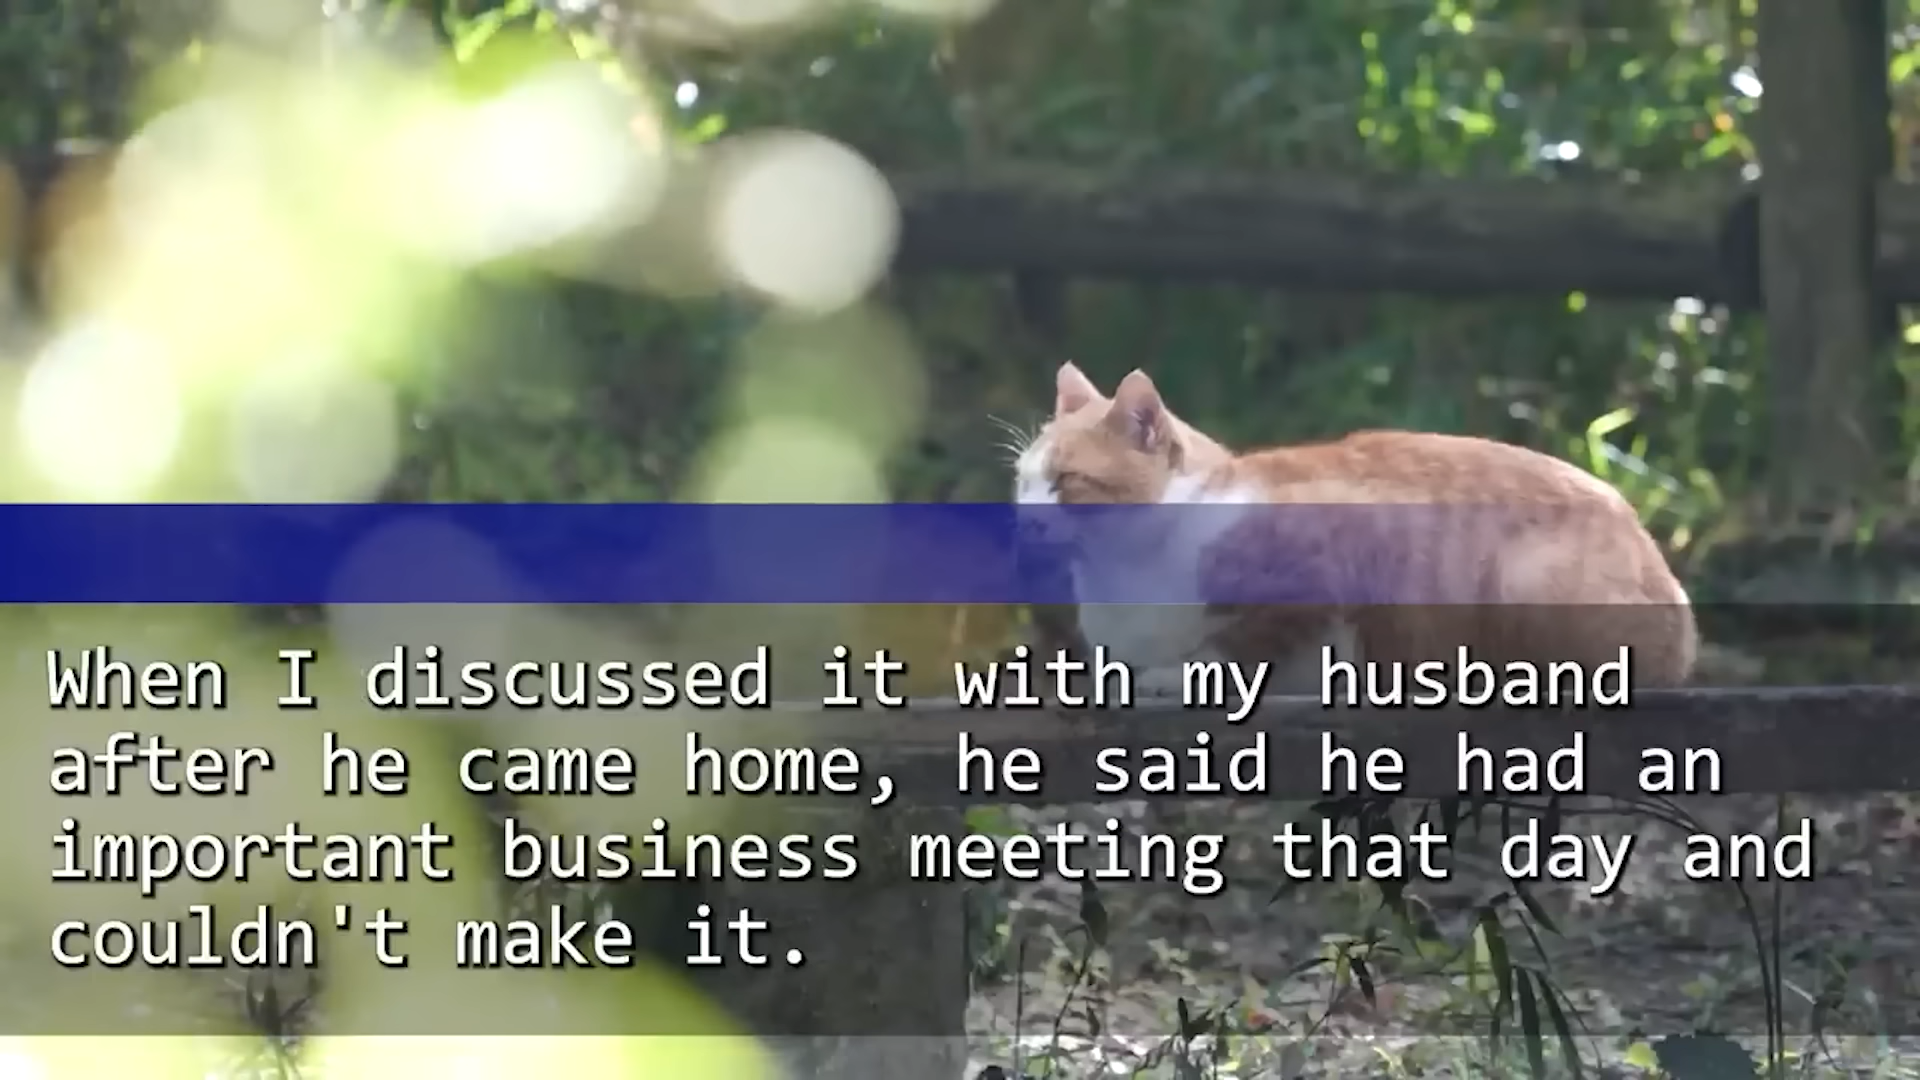 When I discussed it with my husband
after he came home, he said he had an
important business meeting that day and
couldn't make it.